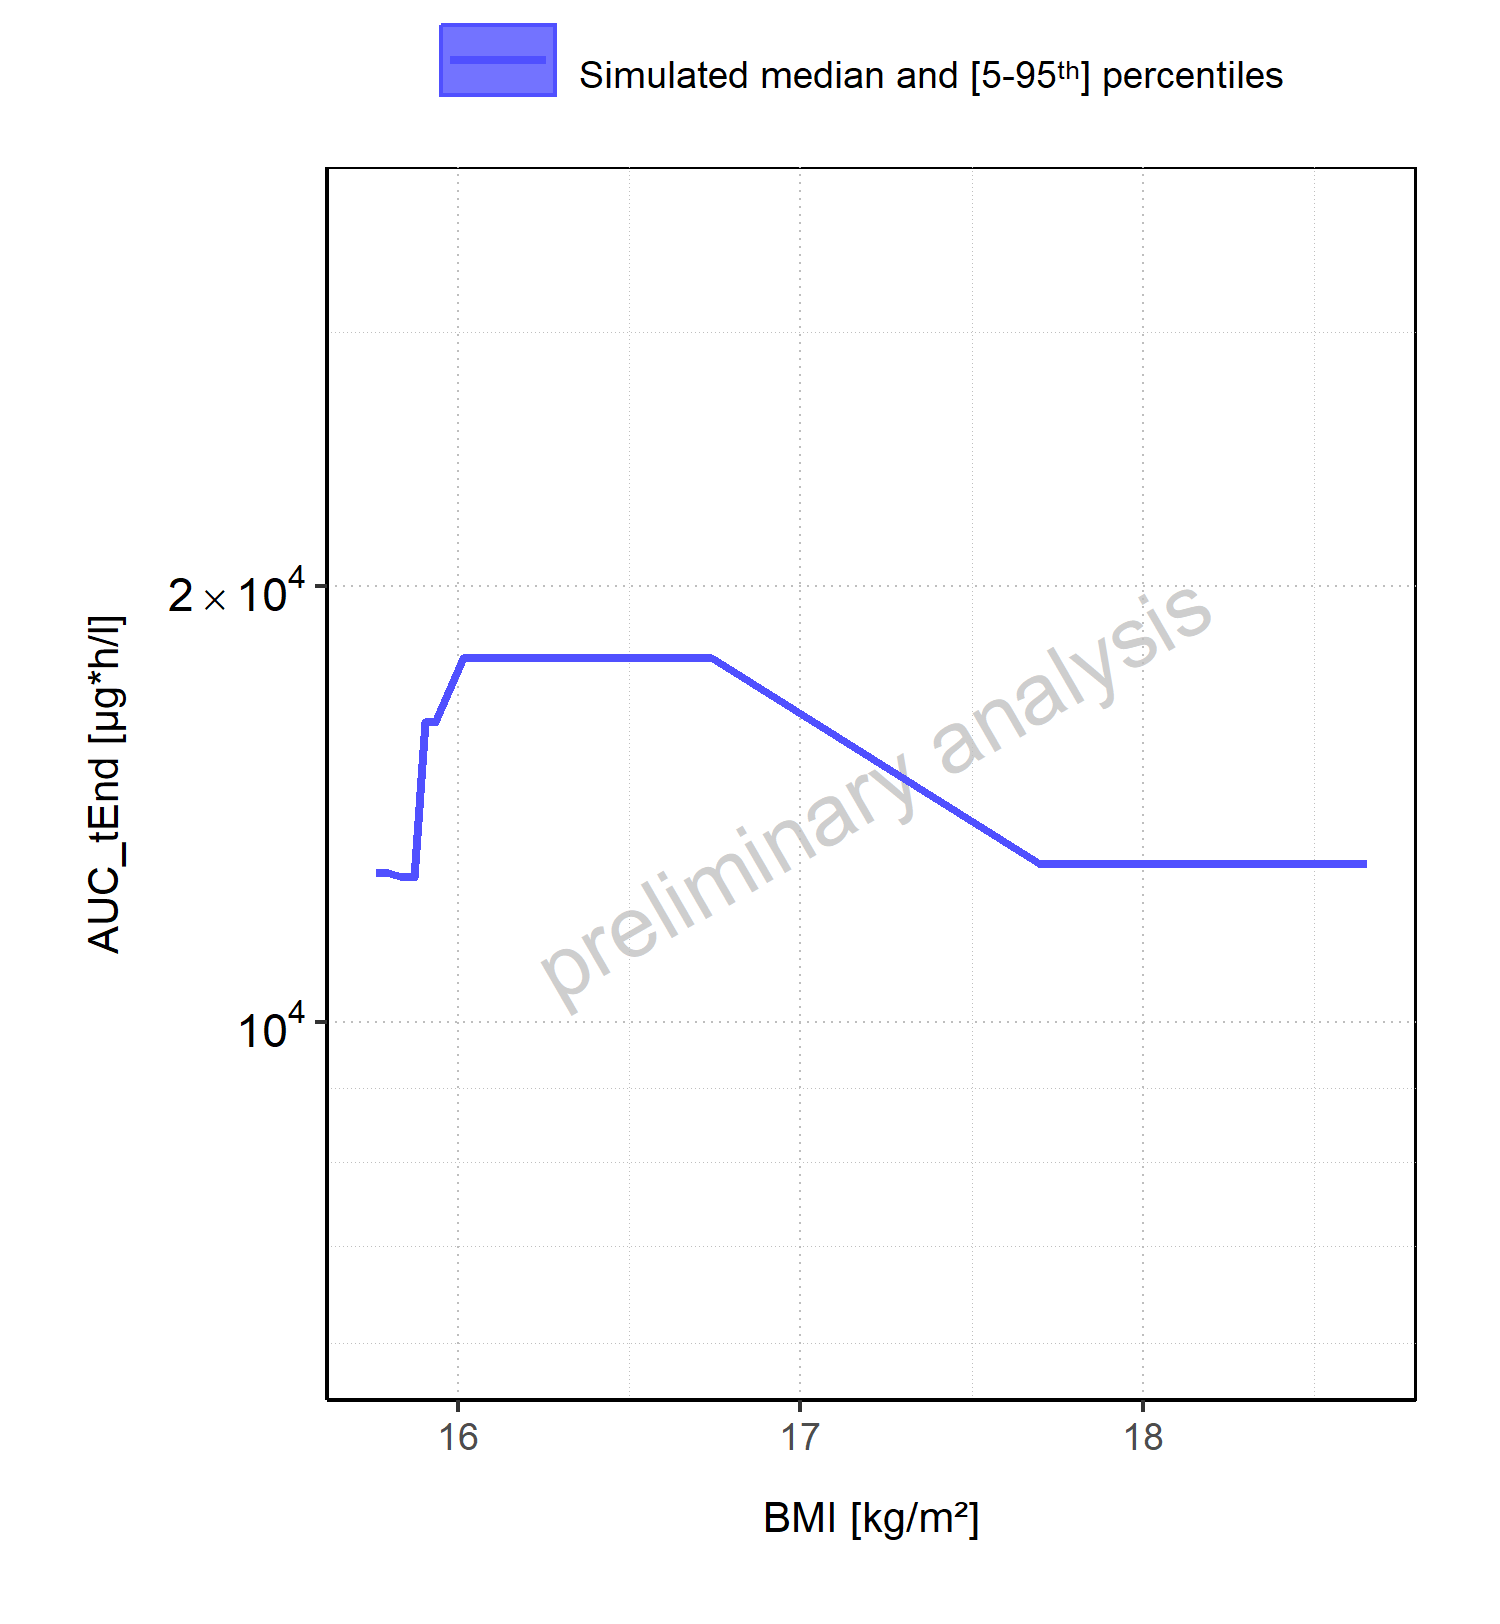 Simulated median and [5-95ᵗʰ] percentiles
2 × 10⁴
10⁴
AUC_tEnd [µg*h/l]
preliminary analysis
16 17 18
BMI [kg/m²]